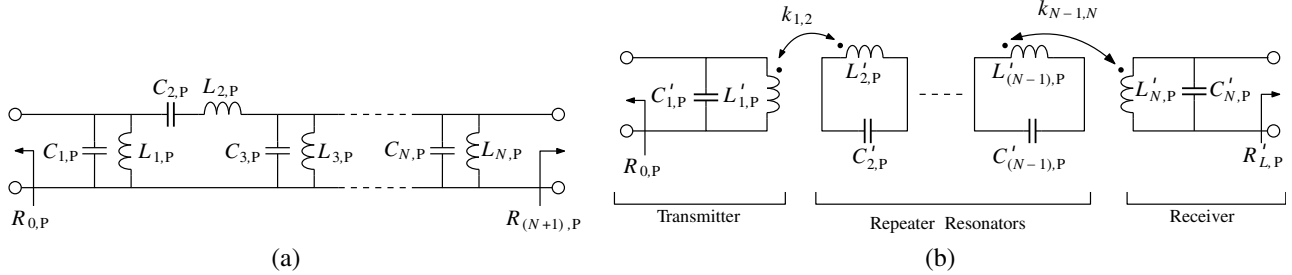 C2,P
L2,P
C1,P
L1,P
C3,P
L3,P
CN,P
LN,P
R0,P
R(N+1),P
(a)
k1,2
kN−1,N
C′1,P
L′1,P
L′2,P
L′(N−1),P
L′N,P
C′N,P
C′2,P
C′(N−1),P
R0,P
R′L,P
Transmitter
Repeater Resonators
Receiver
(b)